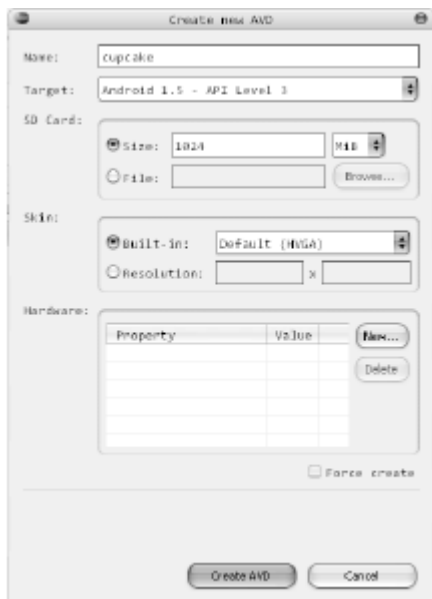 Create new AVD
Name: cupcake
Target: Android 1.5 - API Level 3
SD Card:
Size: 1024 MiB
File: Browse...
Skin:
Built-in: Default (HVGA)
Resolution: x
Hardware:
Property Value New...
Delete
Force create
Create AVD Cancel